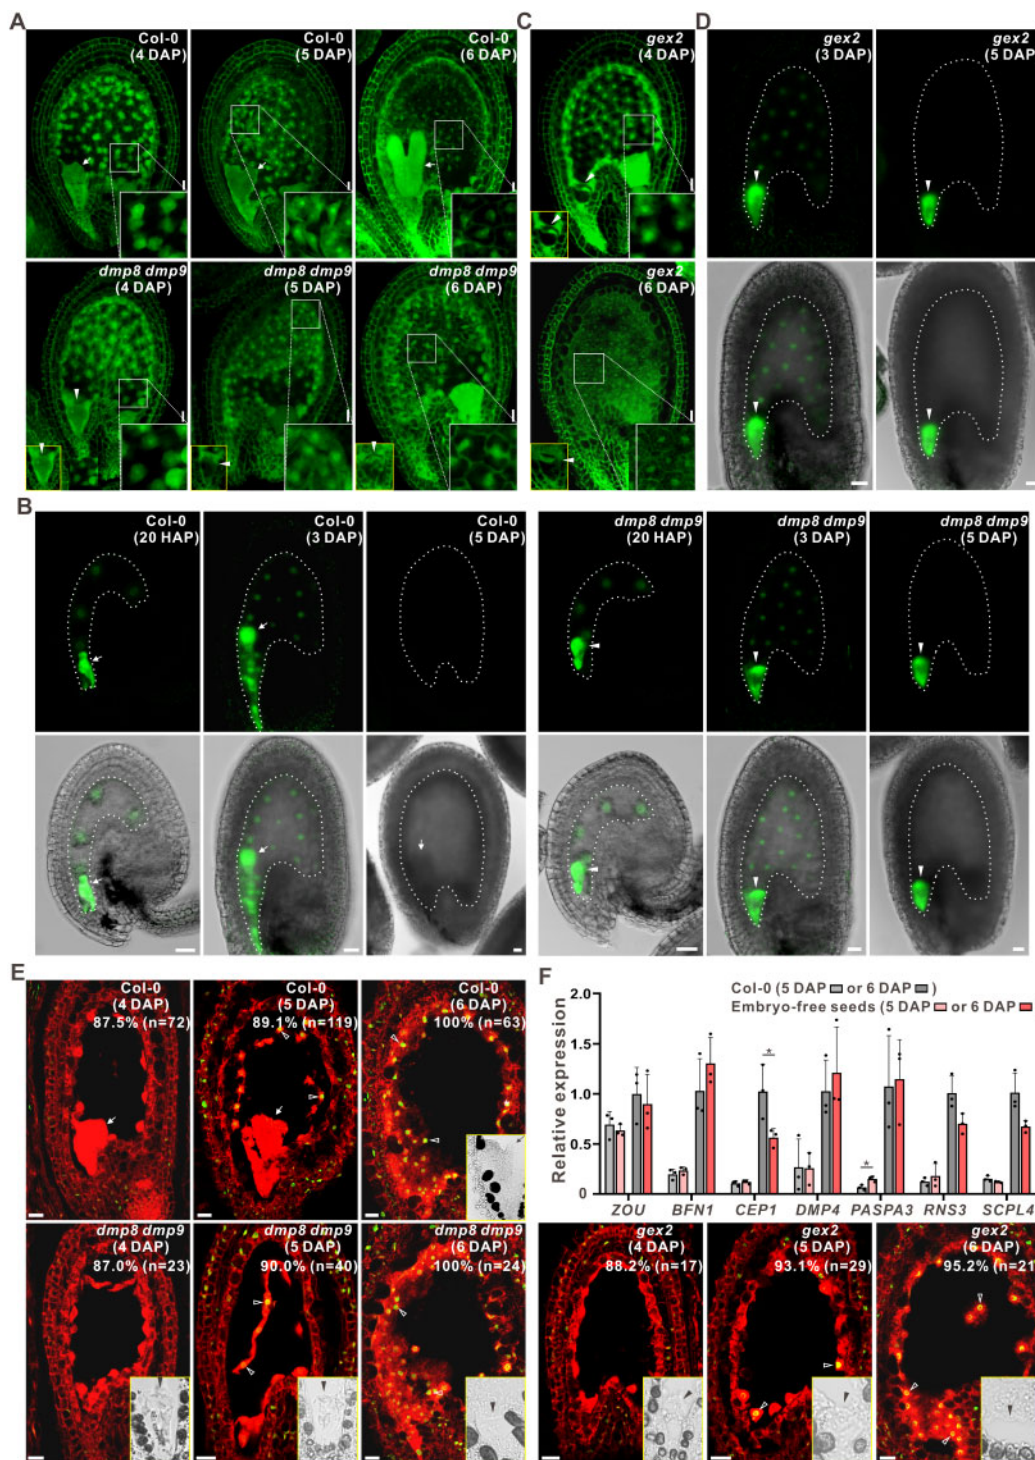 A
Col-0
(4 DAP)
Col-0
(5 DAP)
Col-0
(6 DAP)
dmp8 dmp9
(4 DAP)
dmp8 dmp9
(5 DAP)
dmp8 dmp9
(6 DAP)
C
gex2
(4 DAP)
gex2
(6 DAP)
D
gex2
(3 DAP)
gex2
(5 DAP)
B
Col-0
(20 HAP)
Col-0
(3 DAP)
Col-0
(5 DAP)
dmp8 dmp9
(20 HAP)
dmp8 dmp9
(3 DAP)
dmp8 dmp9
(5 DAP)
E
Col-0
(4 DAP)
87.5% (n=72)
Col-0
(5 DAP)
89.1% (n=119)
Col-0
(6 DAP)
100% (n=63)
dmp8 dmp9
(4 DAP)
87.0% (n=23)
dmp8 dmp9
(5 DAP)
90.0% (n=40)
dmp8 dmp9
(6 DAP)
100% (n=24)
gex2
(4 DAP)
88.2% (n=17)
gex2
(5 DAP)
93.1% (n=29)
gex2
(6 DAP)
95.2% (n=21)
F
Col-0 (5 DAP or 6 DAP )
Embryo-free seeds (5 DAP or 6 DAP
Relative expression
2.0
1.5
1.0
0.5
0
*
*
ZOU BFN1 CEP1 DMP4 PASPA3 RNS3 SCPL4